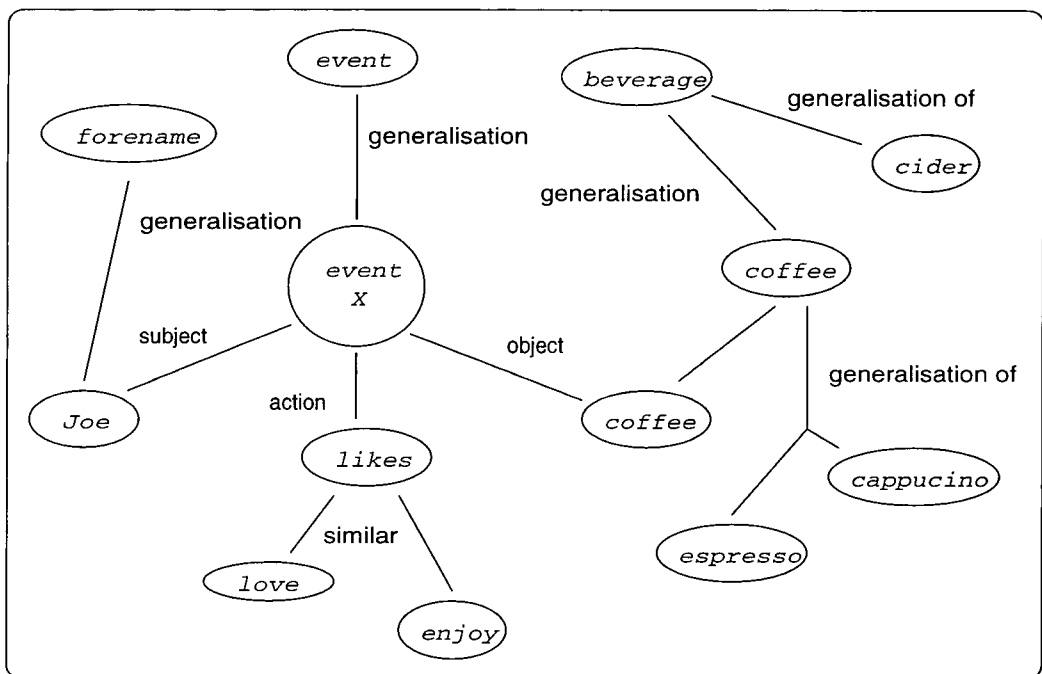 event
beverage
generalisation of
forename
generalisation
cider
generalisation
generalisation
coffee
event
X
subject
object
generalisation of
action
Joe
coffee
likes
cappucino
similar
espresso
love
enjoy